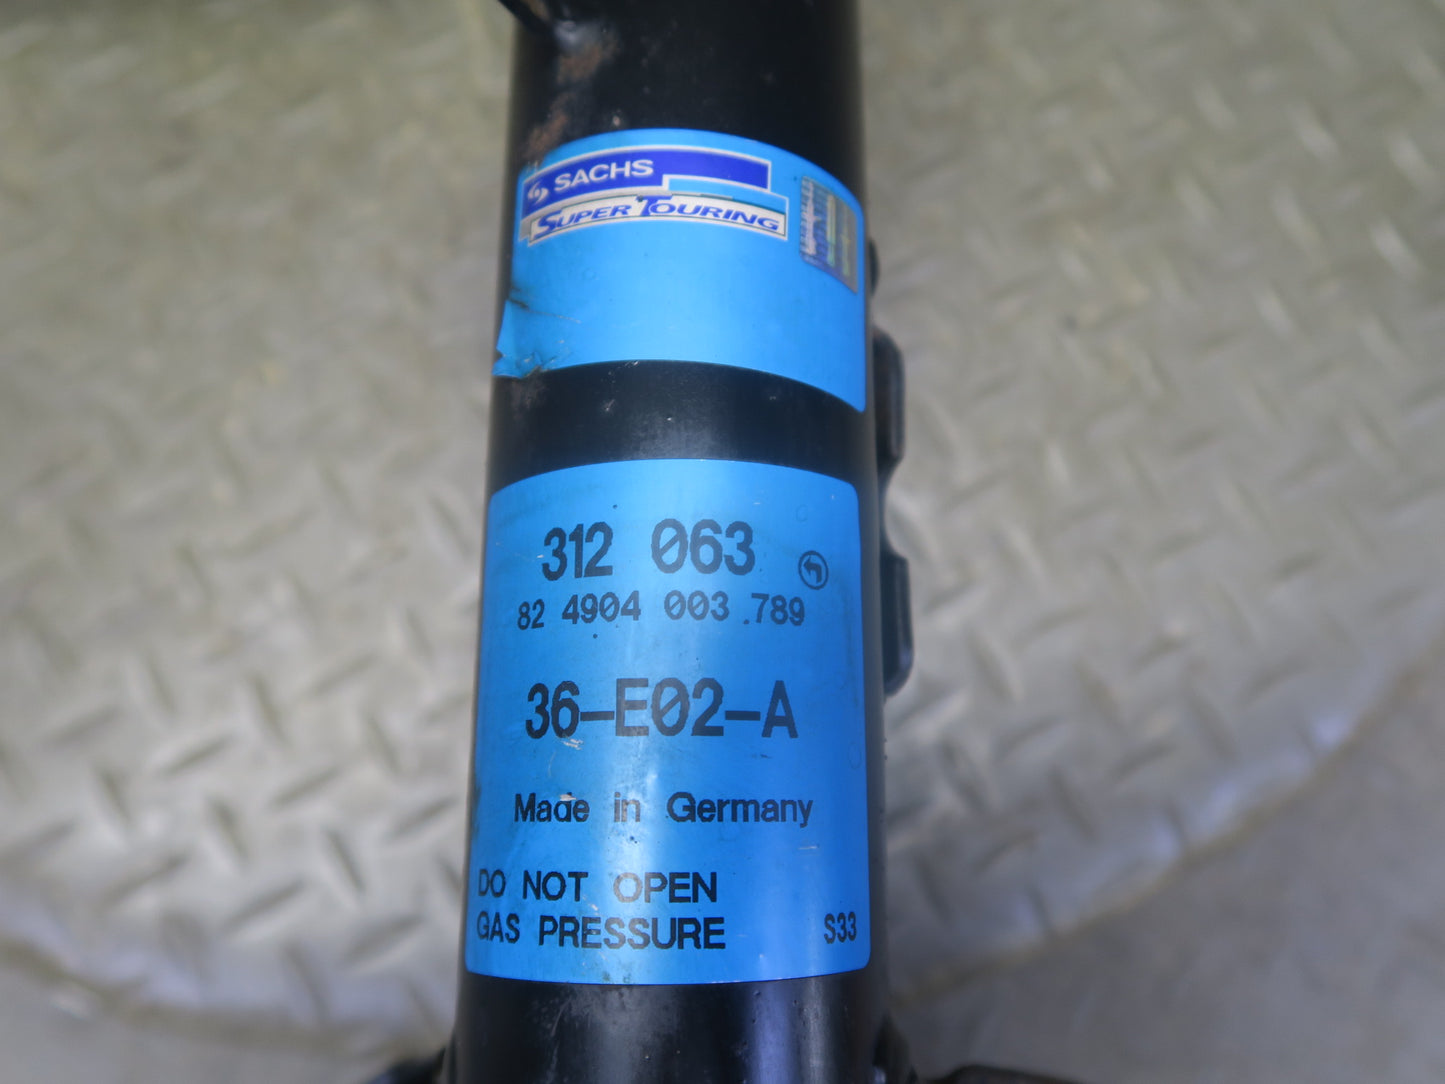 SACHS
SUPER TOURING
312 063
82 4904 003 789
36-E02-A
Made in Germany
DO NOT OPEN
GAS PRESSURE S33